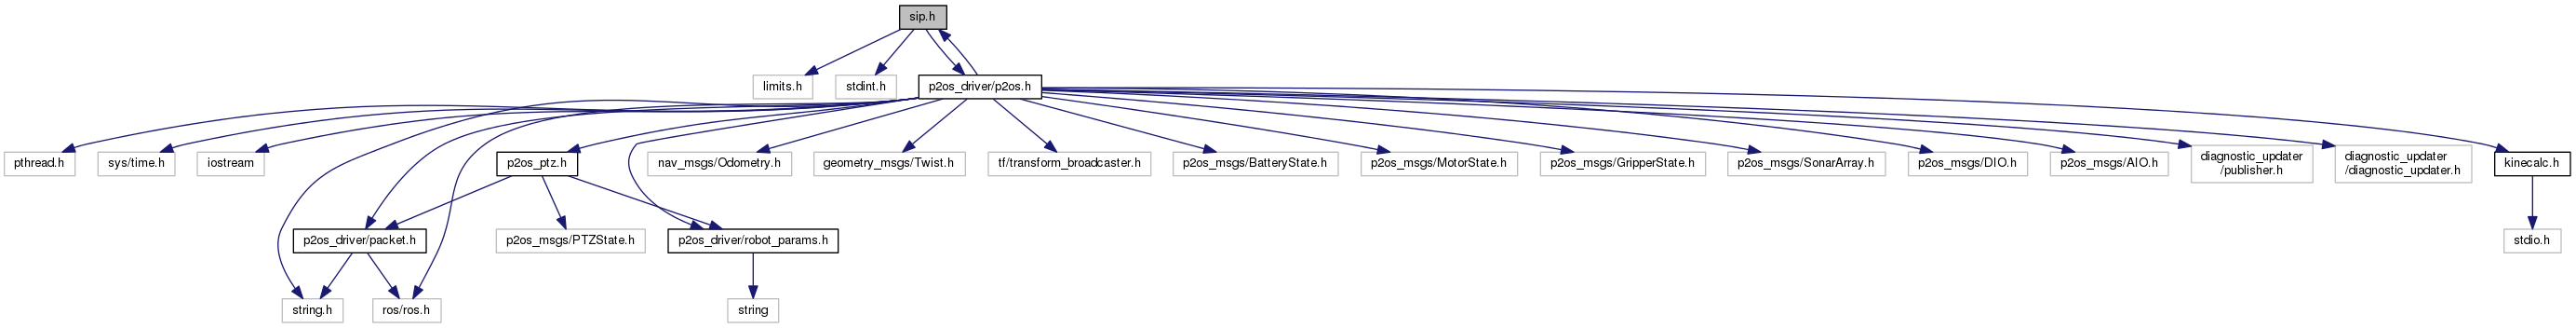 sip.h
limits.h
stdint.h
p2os_driver/p2os.h
pthread.h
sys/time.h
iostream
p2os_ptz.h
nav_msgs/Odometry.h
geometry_msgs/Twist.h
tf/transform_broadcaster.h
p2os_msgs/BatteryState.h
p2os_msgs/MotorState.h
p2os_msgs/GripperState.h
p2os_msgs/SonarArray.h
p2os_msgs/DIO.h
p2os_msgs/AIO.h
diagnostic_updater
/publisher.h
diagnostic_updater
/diagnostic_updater.h
kinecalc.h
p2os_driver/packet.h
p2os_msgs/PTZState.h
p2os_driver/robot_params.h
stdio.h
string.h
ros/ros.h
string